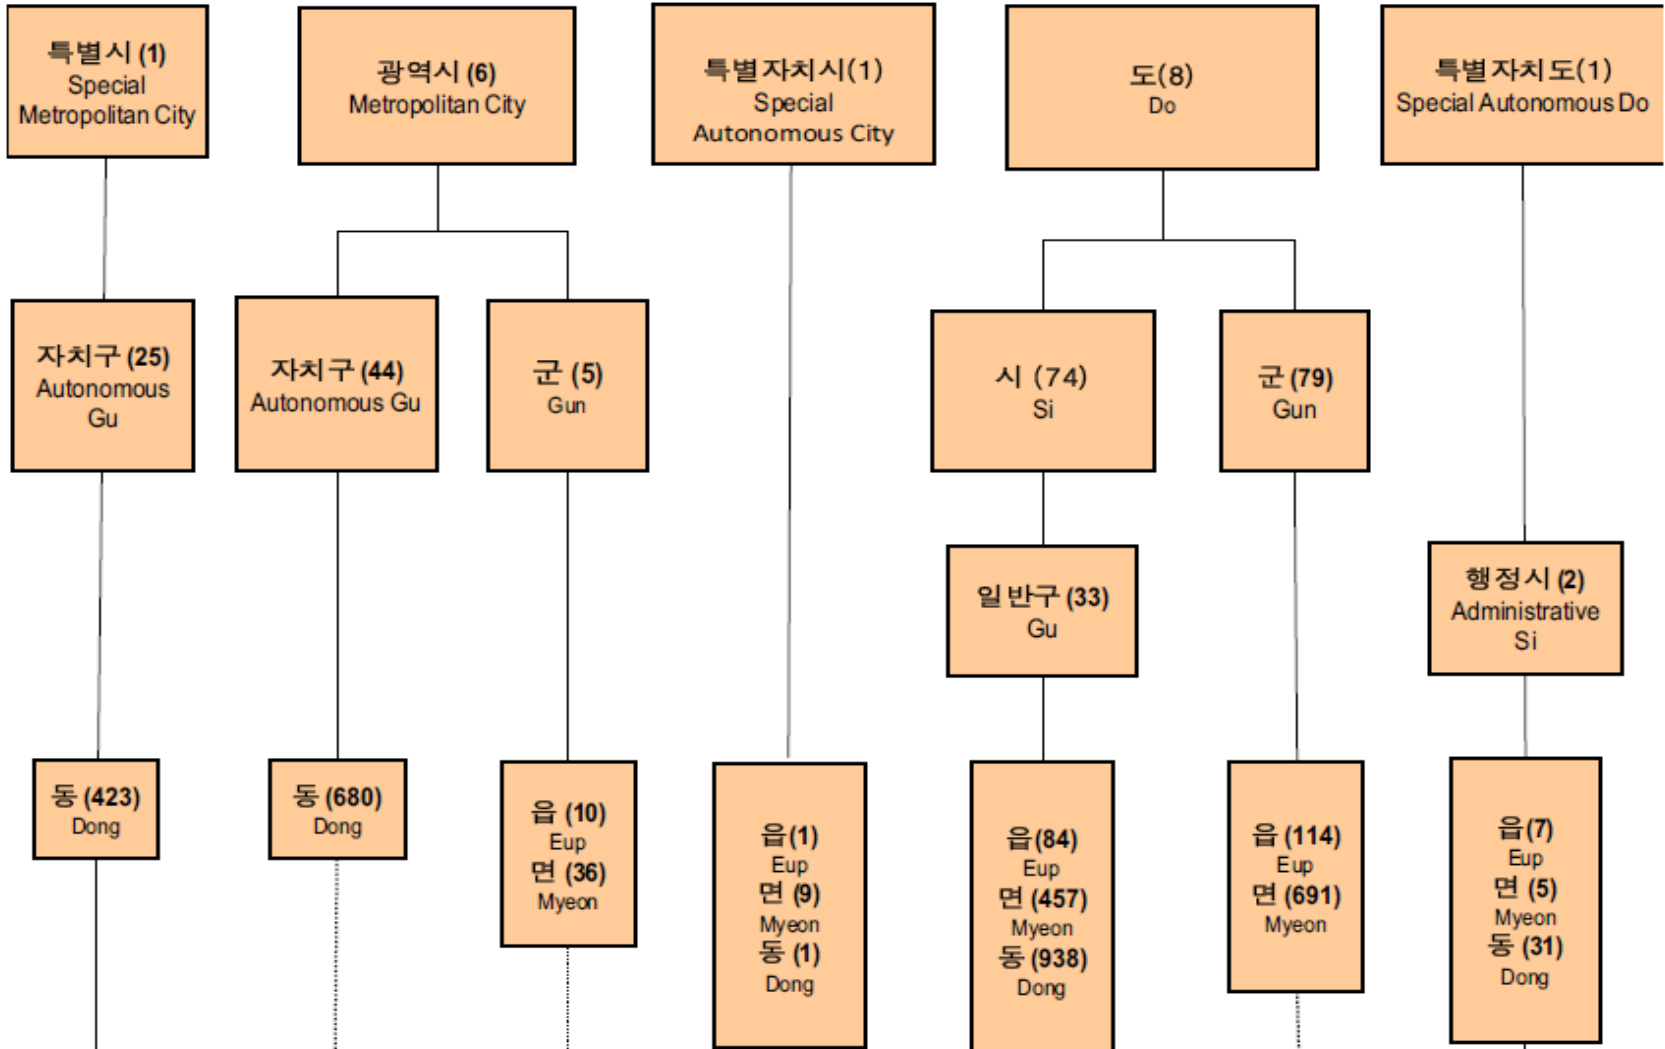 특별시 (1)
Special
Metropolitan City
광역시 (6)
Metropolitan City
특별자치시(1)
Special
Autonomous City
도(8)
Do
특별자치도(1)
Special Autonomous Do
자치구 (25)
Autonomous
Gu
자치구 (44)
Autonomous Gu
군 (5)
Gun
시 (74)
Si
군 (79)
Gun
일반구 (33)
Gu
행정시 (2)
Administrative
Si
동 (423)
Dong
동 (680)
Dong
읍 (10)
Eup
면 (36)
Myeon
읍(1)
Eup
면 (9)
Myeon
동 (1)
Dong
읍(84)
Eup
면 (457)
Myeon
동 (938)
Dong
읍 (114)
Eup
면 (691)
Myeon
읍(7)
Eup
면 (5)
Myeon
동 (31)
Dong